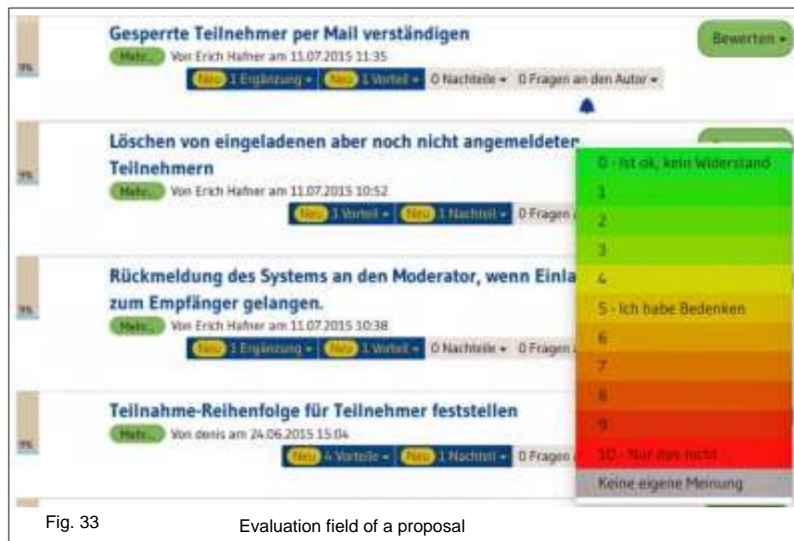 Gesperrte Teilnehmer per Mail verständigen
Bewerten
Mehr... Von Erich Hafner am 11.07.2015 11:35
Neu 1 Ergänzung Neu 1 Vorteil 0 Nachteile 0 Fragen an den Autor
Löschen von eingeladenen aber noch nicht angemeldeten
Teilnehmern
Mehr... Von Erich Hafner am 11.07.2015 10:52
Neu 1 Vorteil Neu 1 Nachteil 0 Fragen
Rückmeldung des Systems an den Moderator, wenn Einla
zum Empfänger gelangen.
Mehr... Von Erich Hafner am 11.07.2015 10:38
Neu 1 Ergänzung Neu 1 Vorteil 0 Nachteile 0 Fragen
Teilnahme-Reihenfolge für Teilnehmer feststellen
Mehr... Von denis am 24.06.2015 15:04
Neu 4 Vorteile Neu 1 Nachteil 0 Fragen
0 - Ist ok, kein Widerstand
1
2
3
4
5 - Ich habe Bedenken
6
7
8
9
10 - Nur das nicht
Keine eigene Meinung
Fig. 33
Evaluation field of a proposal